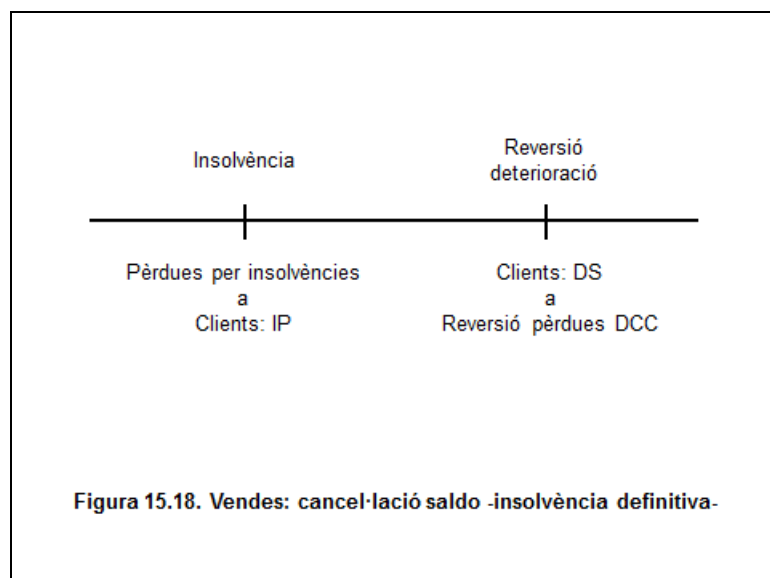 Insolvència
Reversió
deterioració
Pèrdues per insolvències
a
Clients: IP
Clients: DS
a
Reversió pèrdues DCC
Figura 15.18. Vendes: cancel·lació saldo -insolvència definitiva-